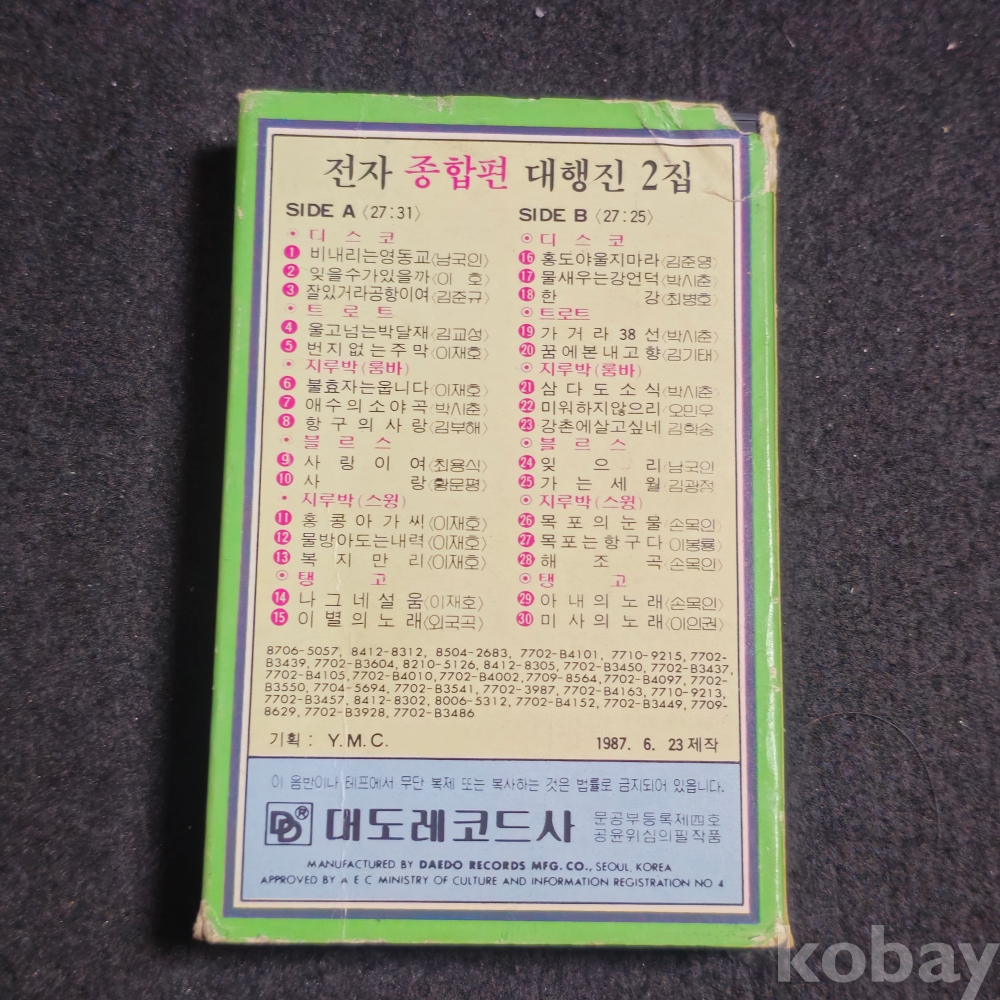 전자 종합편 대행진 2집
SIDE A 〈27:31〉
• 디스코
1 비내리는영동교〈남국인〉
2 잊을수가있을까〈이 호〉
3 잘있거라공항이여〈김준규〉
• 트로트
4 울고넘는박달재〈김교성〉
5 번지없는주막〈이재호〉
• 지루박(룸바)
6 불효자는웁니다〈이재호〉
7 애수의소야곡〈박시춘〉
8 항구의사랑〈김부해〉
• 블르스
9 사랑이여〈최용식〉
10 사 랑〈황문평〉
• 지루박(스윙)
11 홍콩아가씨〈이재호〉
12 물방아도는내력〈이재호〉
13 복지만리〈이재호〉
⊙ 탱 고
14 나그네설움〈이재호〉
15 이별의노래〈외국곡〉
SIDE B 〈27:25〉
⊙ 디스코
16 홍도야울지마라〈김준영〉
17 물새우는강언덕〈박시춘〉
18 한 강〈최병호〉
⊙ 트로트
19 가거라 38 선〈박시춘〉
20 꿈에본내고향〈김기태〉
⊙ 지루박(룸바)
21 삼다도소식〈박시춘〉
22 미워하지않으리〈오민우〉
23 강촌에살고싶네〈김학송〉
⊙ 블르스
24 잊으리〈남국인〉
25 가는세월〈김광정〉
⊙ 지루박(스윙)
26 목포의눈물〈손목인〉
27 목포는항구다〈이봉룡〉
28 해조곡〈손목인〉
⊙ 탱 고
29 아내의노래〈손목인〉
30 미사의노래〈이인권〉
8706-5057, 8412-8312, 8504-2683, 7702-B4101, 7710-9215, 7702-
B3439, 7702-B3604, 8210-5126, 8412-8305, 7702-B3450, 7702-B3437,
7702-B4105, 7702-B4010, 7702-B4002, 7709-8564, 7702-B4097, 7702-
B3550, 7704-5694, 7702-B3541, 7702-3987, 7702-B4163, 7710-9213,
7702-B3457, 8412-8302, 8006-5312, 7702-B4152, 7702-B3449, 7709-
8629, 7702-B3928, 7702-B3486
기획 : Y.M.C. 1987. 6. 23 제작
이 음반이나 테프에서 무단 복제 또는 복사하는 것은 법률로 금지되어 있읍니다.
DD® 대도레코드사
문공부등록제四호
공윤위심의필작품
MANUFACTURED BY DAEDO RECORDS MFG. CO., SEOUL, KOREA
APPROVED BY A E C MINISTRY OF CULTURE AND INFORMATION REGISTRATION NO 4
kobay